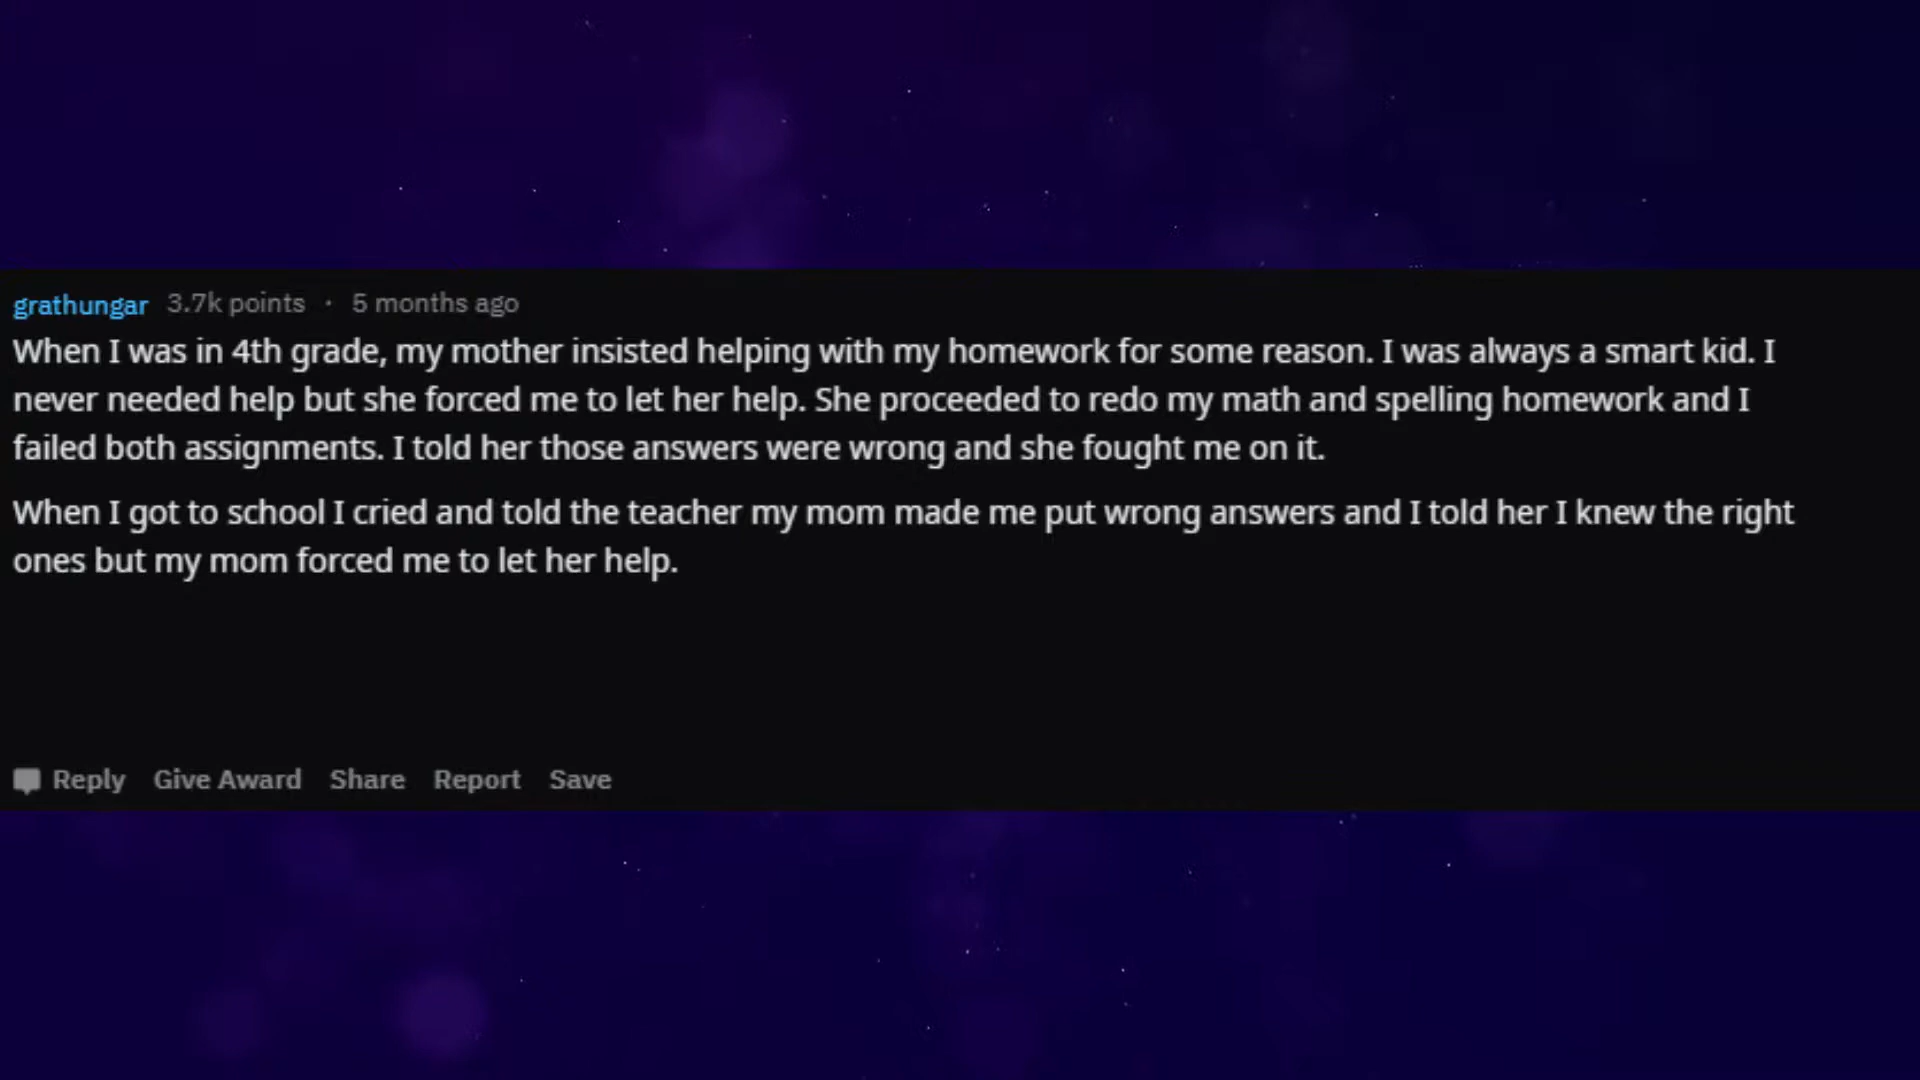 grathungar 3.7k points · 5 months ago
When I was in 4th grade, my mother insisted helping with my homework for some reason. I was always a smart kid. I
never needed help but she forced me to let her help. She proceeded to redo my math and spelling homework and I
failed both assignments. I told her those answers were wrong and she fought me on it.
When I got to school I cried and told the teacher my mom made me put wrong answers and I told her I knew the right
ones but my mom forced me to let her help.
Reply Give Award Share Report Save